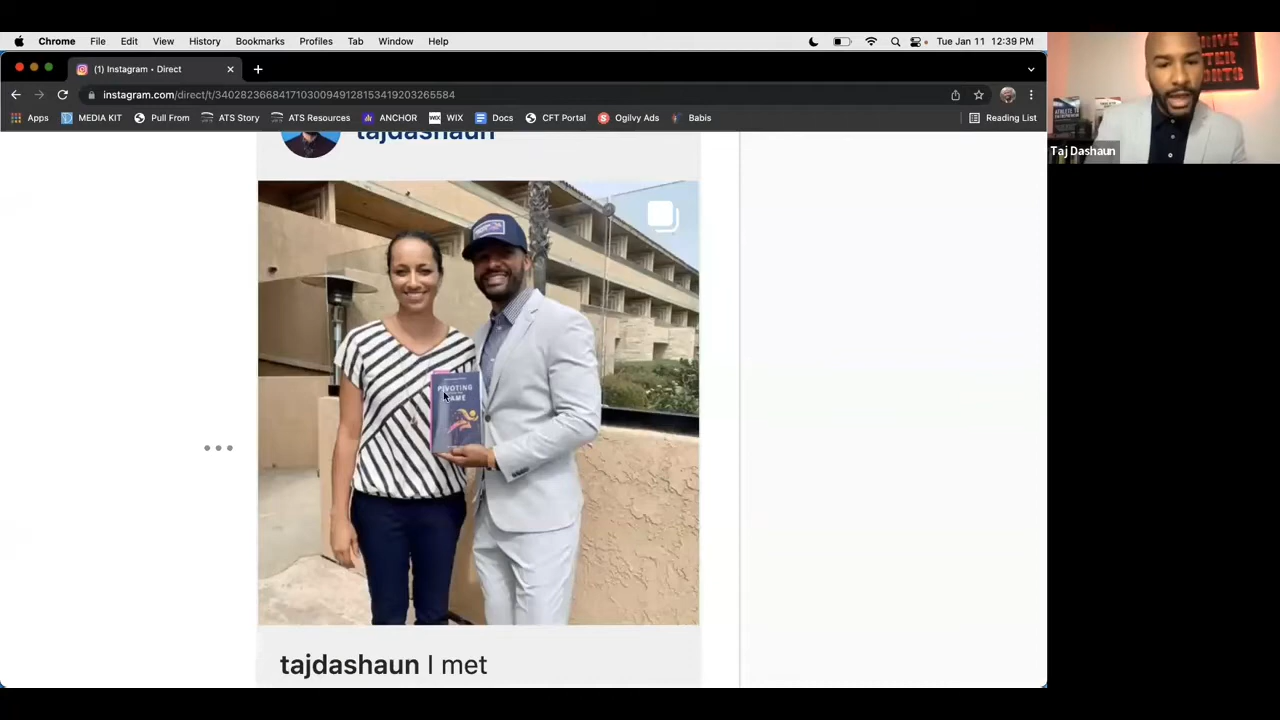 Chrome File Edit View History Bookmarks Profiles Tab Window Help Tue Jan 11 12:39 PM
(1) Instagram • Direct
instagram.com/direct/t/340282366841710300949128153419203265584
Apps MEDIA KIT Pull From ATS Story ATS Resources ANCHOR WIX WIX Docs CFT Portal Ogilvy Ads Babis Reading List
tajdashaun
PIVOTING
GAME
tajdashaun I met
Taj Dashaun